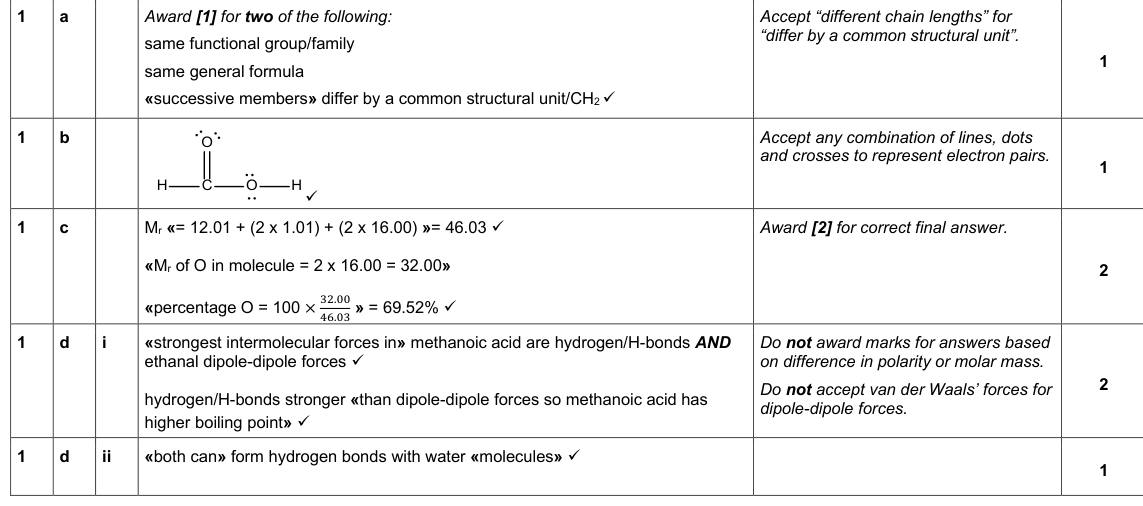 1 a Award [1] for two of the following: Accept “different chain lengths” for
same functional group/family “differ by a common structural unit”.
same general formula 1
«successive members» differ by a common structural unit/CH₂ ✓
1 b Accept any combination of lines, dots
O and crosses to represent electron pairs.
H C O H ✓ 1
1 c Mᵣ «= 12.01 + (2 x 1.01) + (2 x 16.00) »= 46.03 ✓ Award [2] for correct final answer.
«Mᵣ of O in molecule = 2 x 16.00 = 32.00» 2
«percentage O = 100 × 32.00/46.03 » = 69.52% ✓
1 d i «strongest intermolecular forces in» methanoic acid are hydrogen/H-bonds AND Do not award marks for answers based
ethanal dipole-dipole forces ✓ on difference in polarity or molar mass.
2
hydrogen/H-bonds stronger «than dipole-dipole forces so methanoic acid has Do not accept van der Waals’ forces for
higher boiling point» ✓ dipole-dipole forces.
1 d ii «both can» form hydrogen bonds with water «molecules» ✓ 1